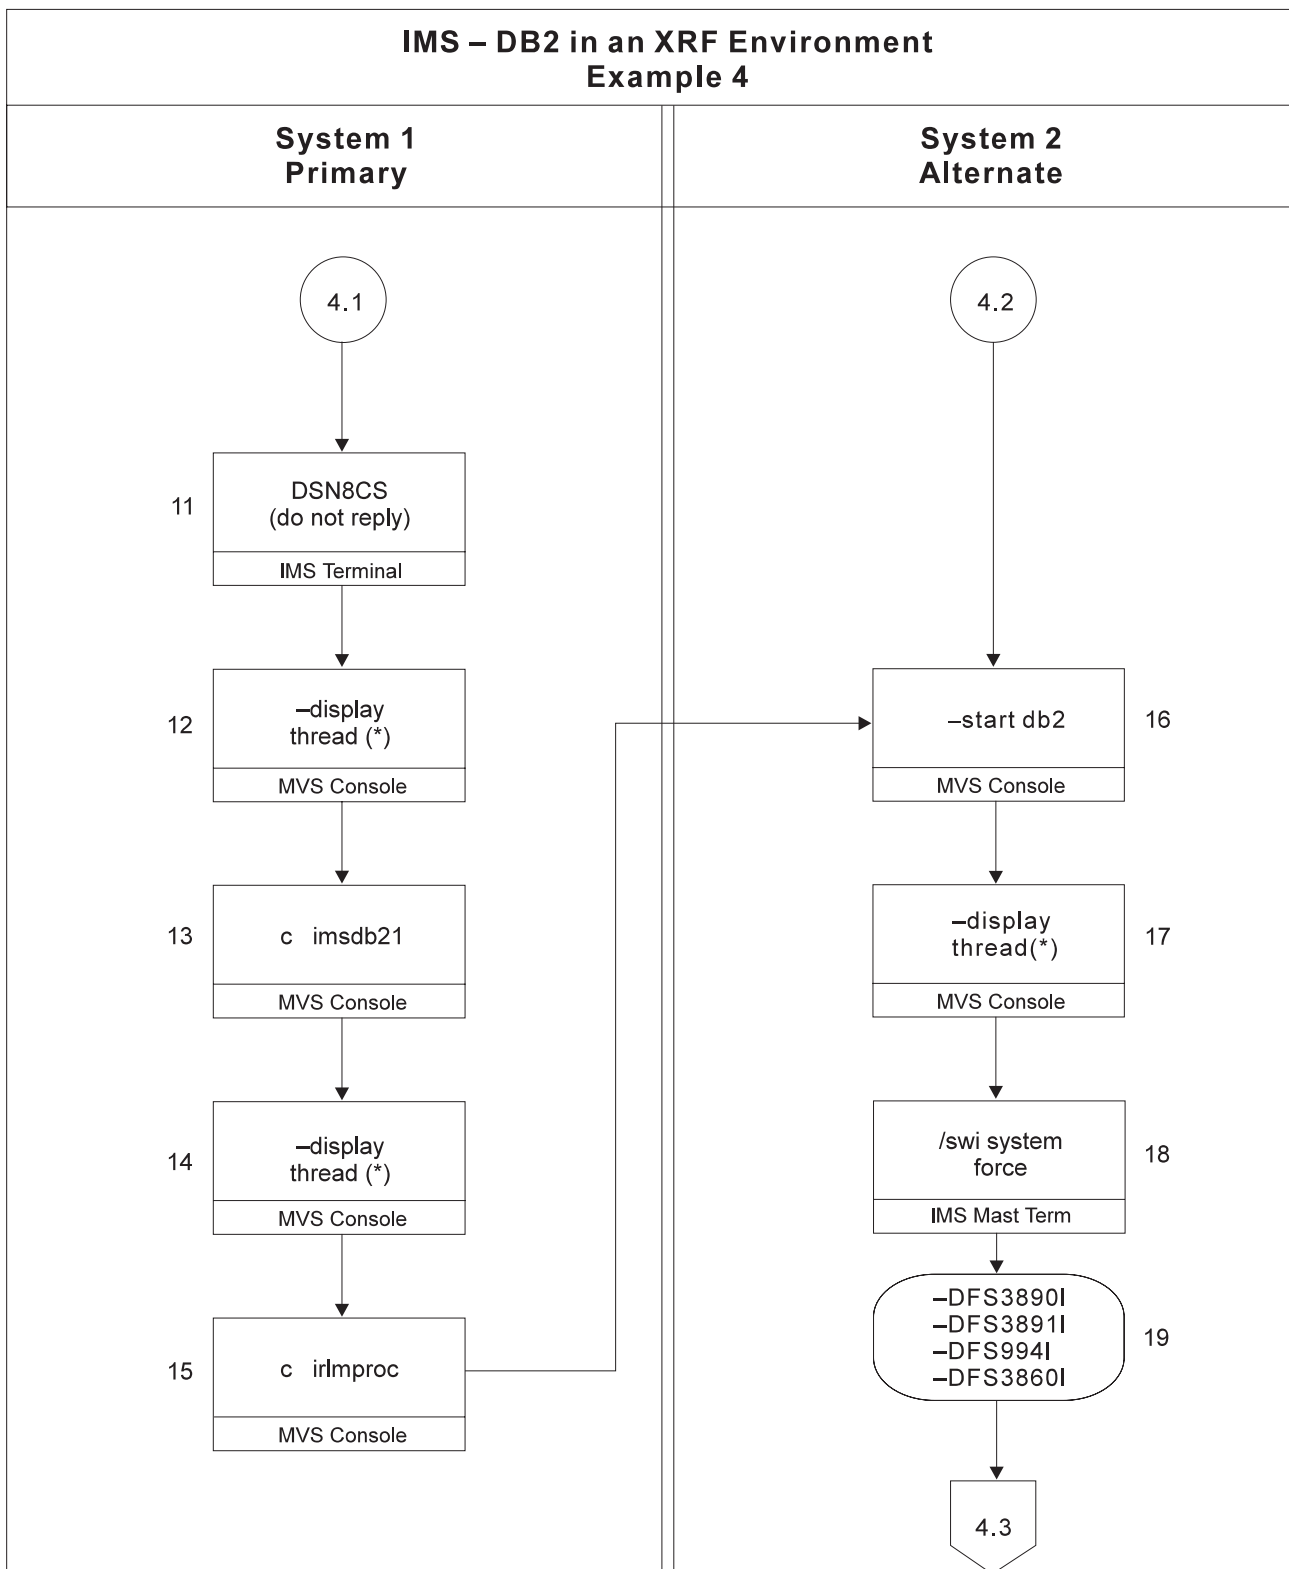 IMS – DB2 in an XRF Environment
Example 4
System 1
Primary
System 2
Alternate
4.1
11
DSN8CS
(do not reply)
IMS Terminal
12
–display
thread (*)
MVS Console
13
c imsdb21
MVS Console
14
–display
thread (*)
MVS Console
15
c irlmproc
MVS Console
4.2
–start db2
16
MVS Console
–display
thread(*)
17
MVS Console
/swi system
force
18
IMS Mast Term
–DFS3890I
–DFS3891I
–DFS994I
–DFS3860I
19
4.3